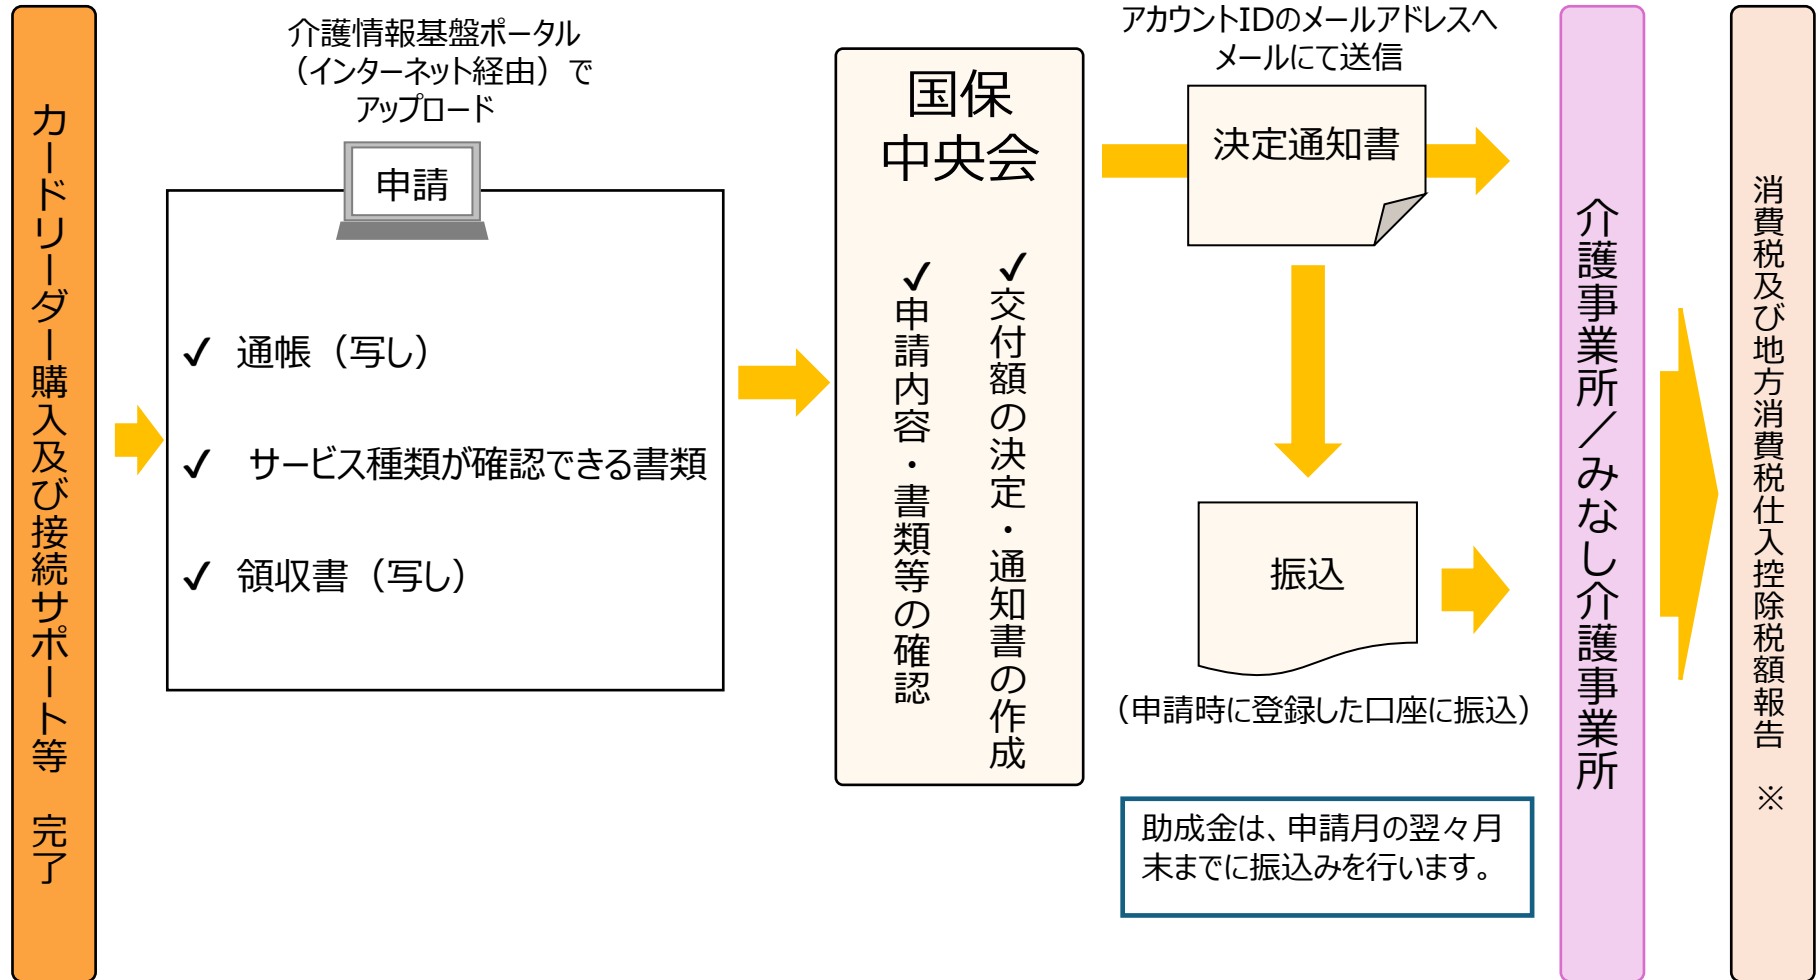 カードリーダー購入及び接続サポート等　完了
介護情報基盤ポータル
（インターネット経由）で
アップロード
申請
✓ 通帳（写し）
✓ サービス種類が確認できる書類
✓ 領収書（写し）
国保
中央会
✓交付額の決定・通知書の作成
✓申請内容・書類等の確認
アカウントIDのメールアドレスへ
メールにて送信
決定通知書
振込
（申請時に登録した口座に振込）
助成金は、申請月の翌々月
末までに振込みを行います。
介護事業所／みなし介護事業所
消費税及び地方消費税仕入控除税額報告　※